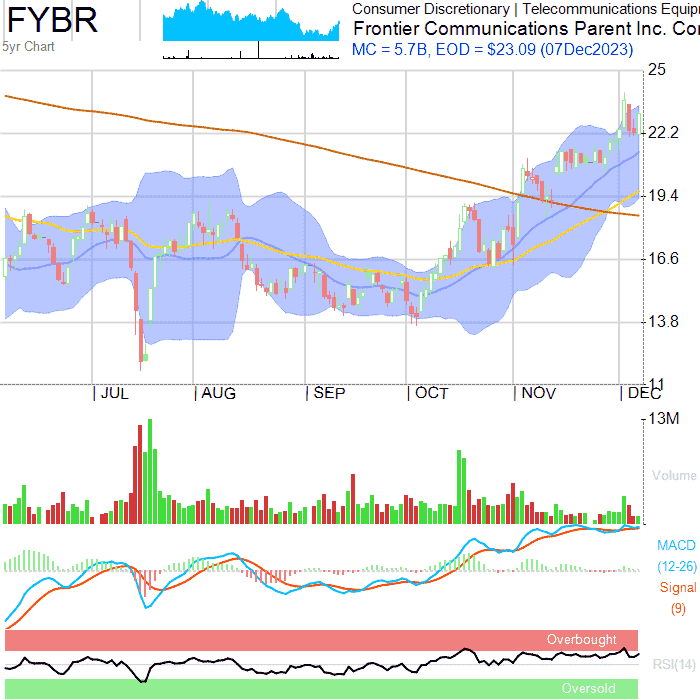 FYBR
5yr Chart
Consumer Discretionary | Telecommunications Equip
Frontier Communications Parent Inc. Co
MC = 5.7B, EOD = $23.09 (07Dec2023)
25
22.2
19.4
16.6
13.8
11
JUL AUG SEP OCT NOV DEC
13M
Volume
MACD
(12-26)
Signal
(9)
Overbought
RSI(14)
Oversold